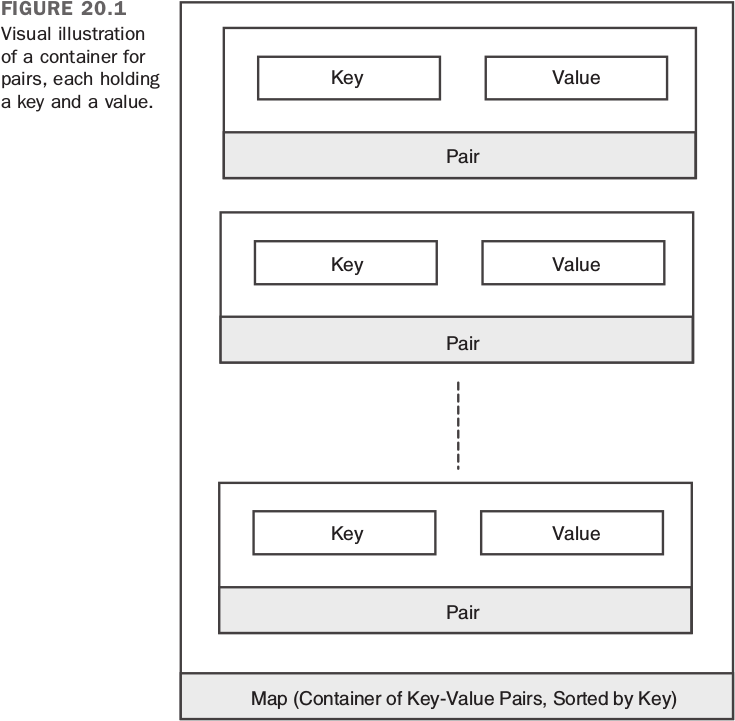 FIGURE 20.1
Visual illustration
of a container for
pairs, each holding
a key and a value.
Key Value
Pair
Key Value
Pair
Key Value
Pair
Map (Container of Key-Value Pairs, Sorted by Key)